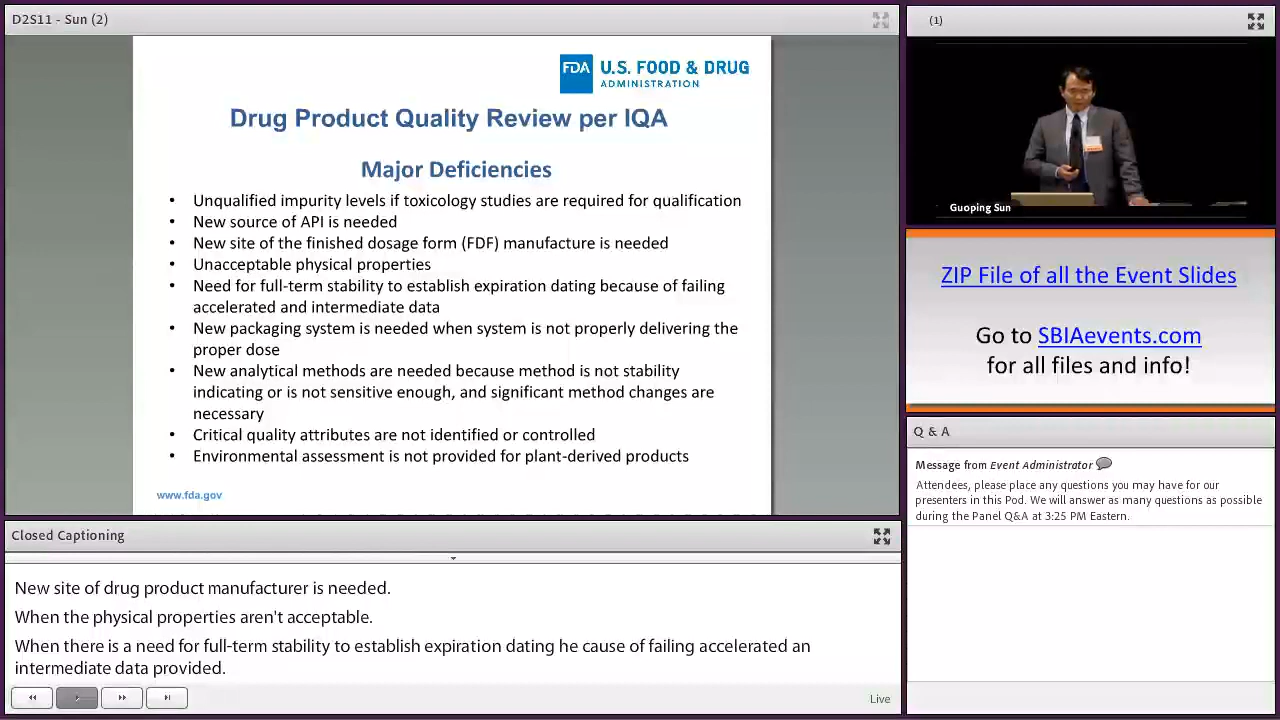 D2S11 - Sun (2)
FDA
U.S. FOOD & DRUG
ADMINISTRATION
Drug Product Quality Review per IQA
Major Deficiencies
• Unqualified impurity levels if toxicology studies are required for qualification
• New source of API is needed
• New site of the finished dosage form (FDF) manufacture is needed
• Unacceptable physical properties
• Need for full-term stability to establish expiration dating because of failing
accelerated and intermediate data
• New packaging system is needed when system is not properly delivering the
proper dose
• New analytical methods are needed because method is not stability
indicating or is not sensitive enough, and significant method changes are
necessary
• Critical quality attributes are not identified or controlled
• Environmental assessment is not provided for plant-derived products
www.fda.gov
Closed Captioning
New site of drug product manufacturer is needed.
When the physical properties aren't acceptable.
When there is a need for full-term stability to establish expiration dating he cause of failing accelerated an
intermediate data provided.
Live
(1)
Guoping Sun
ZIP File of all the Event Slides
Go to SBIAevents.com
for all files and info!
Q & A
Message from Event Administrator
Attendees, please place any questions you may have for our
presenters in this Pod. We will answer as many questions as possible
during the Panel Q&A at 3:25 PM Eastern.